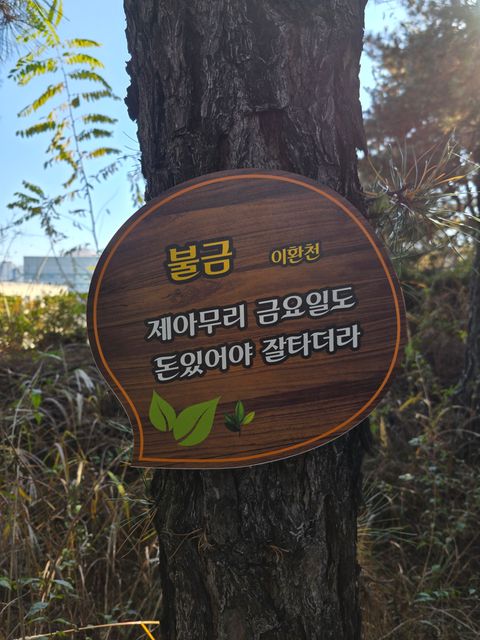 불금 이환천
제아무리 금요일도
돈있어야 잘타더라